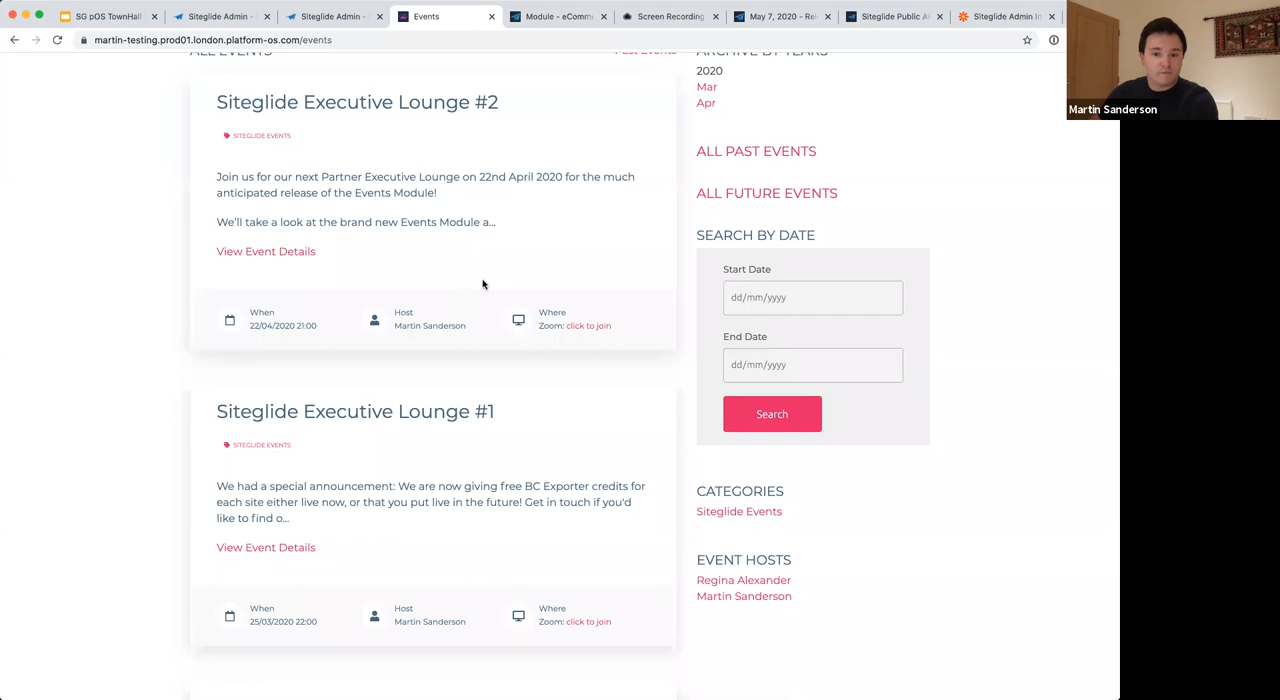 SG pOS TownHall
Siteglide Admin -
Siteglide Admin -
Events
Module - eComm
Screen Recording
May 7, 2020 - Rel
Siteglide Public A
Siteglide Admin In
martin-testing.prod01.london.platform-os.com/events
Martin Sanderson
ALL EVENTS
Past Events
Siteglide Executive Lounge #2
SITEGLIDE EVENTS
Join us for our next Partner Executive Lounge on 22nd April 2020 for the much
anticipated release of the Events Module!
We'll take a look at the brand new Events Module a...
View Event Details
When
22/04/2020 21:00
Host
Martin Sanderson
Where
Zoom: click to join
Siteglide Executive Lounge #1
SITEGLIDE EVENTS
We had a special announcement: We are now giving free BC Exporter credits for
each site either live now, or that you put live in the future! Get in touch if you'd
like to find o...
View Event Details
When
25/03/2020 22:00
Host
Martin Sanderson
Where
Zoom: click to join
ARCHIVE BY YEARS
2020
Mar
Apr
ALL PAST EVENTS
ALL FUTURE EVENTS
SEARCH BY DATE
Start Date
dd/mm/yyyy
End Date
dd/mm/yyyy
Search
CATEGORIES
Siteglide Events
EVENT HOSTS
Regina Alexander
Martin Sanderson